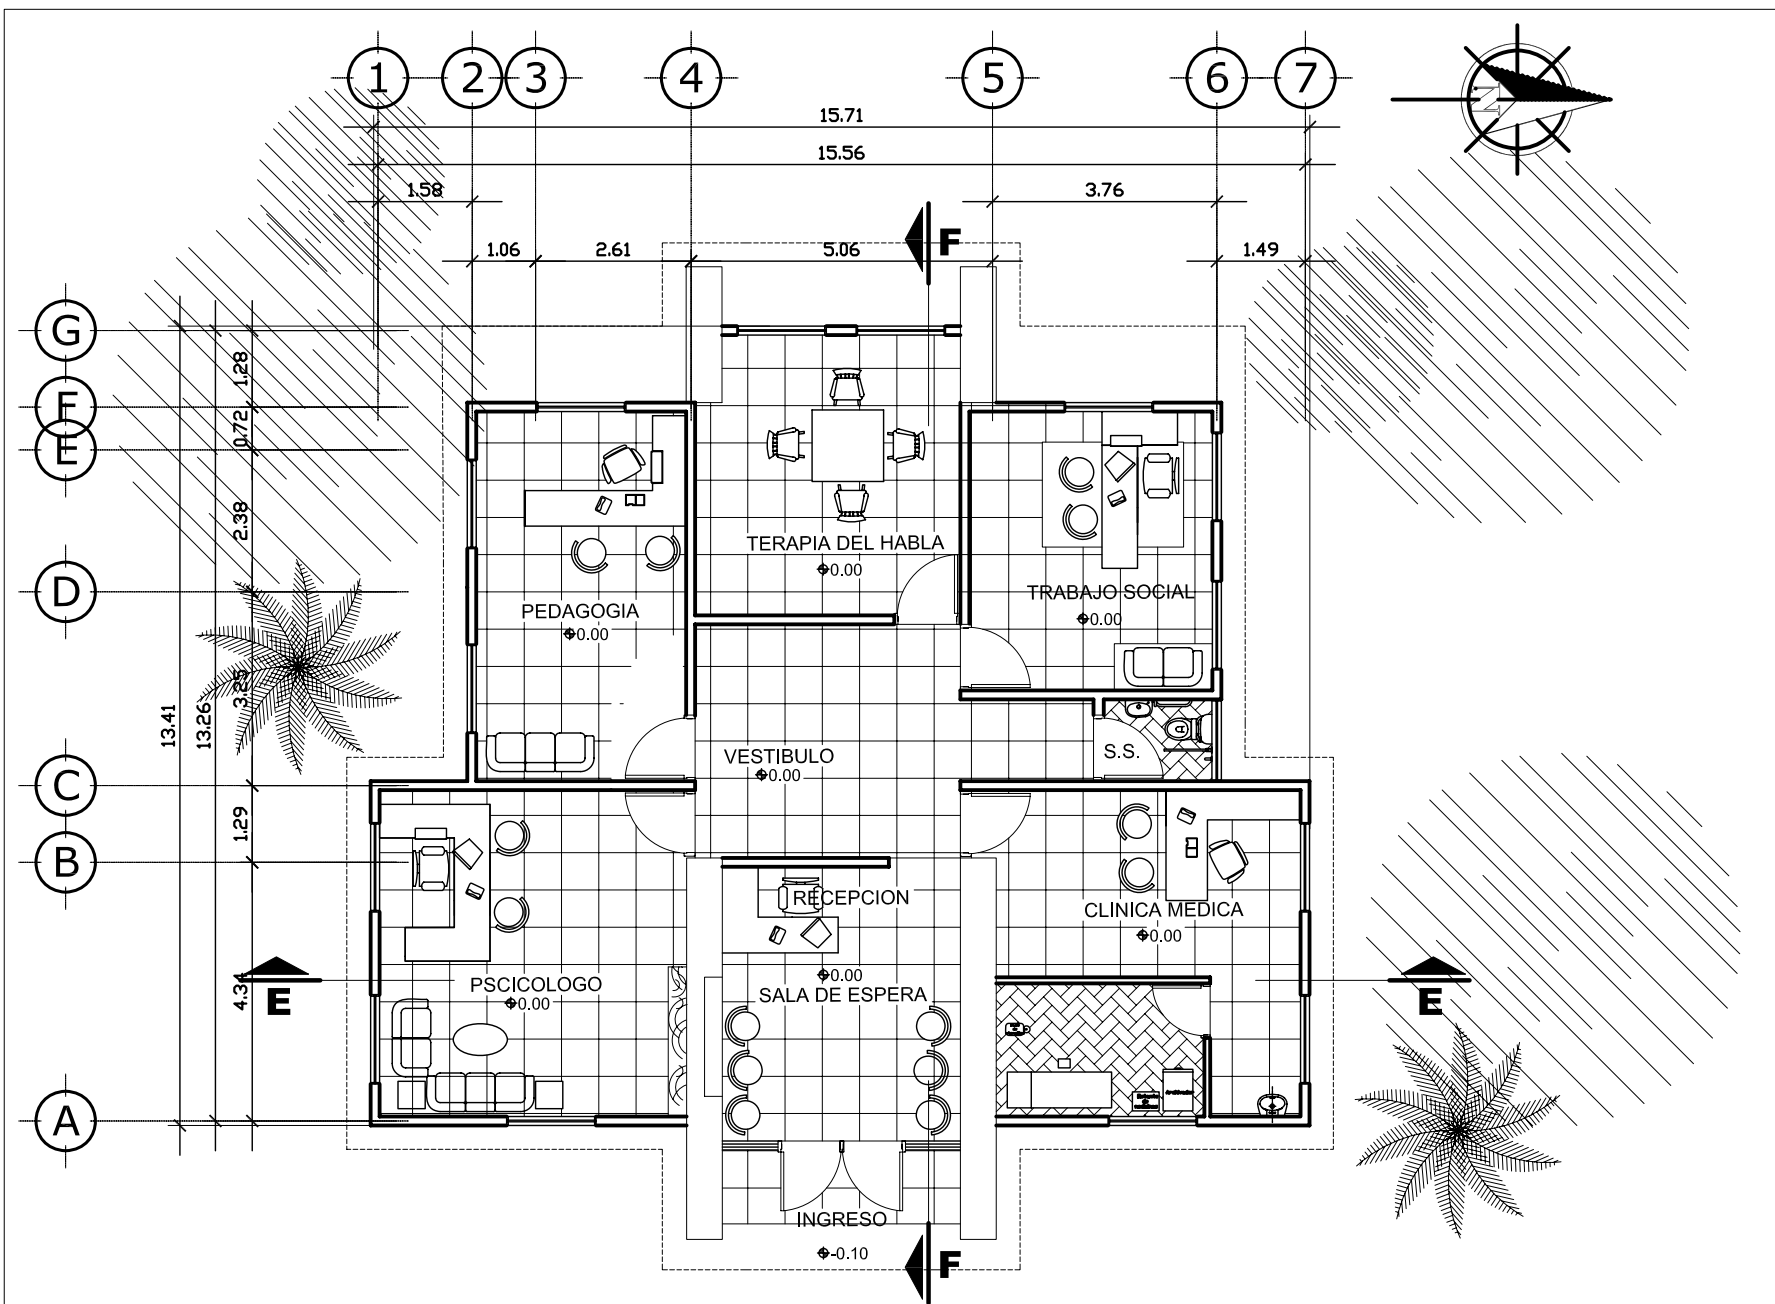 1 2 3 4 5 6 7
N
15.71
15.56
1.58 3.76
F
1.06 2.61 5.06 1.49
G
1.28
F
0.72
E
2.38
D
3.25
13.41 13.26
C
1.29
B
4.34
A
TERAPIA DEL HABLA
0.00
TRABAJO SOCIAL
0.00
PEDAGOGIA
0.00
VESTIBULO
0.00
S.S.
RECEPCION
CLINICA MEDICA
0.00
PSCICOLOGO
0.00
0.00
SALA DE ESPERA
E E
INGRESO
-0.10
F